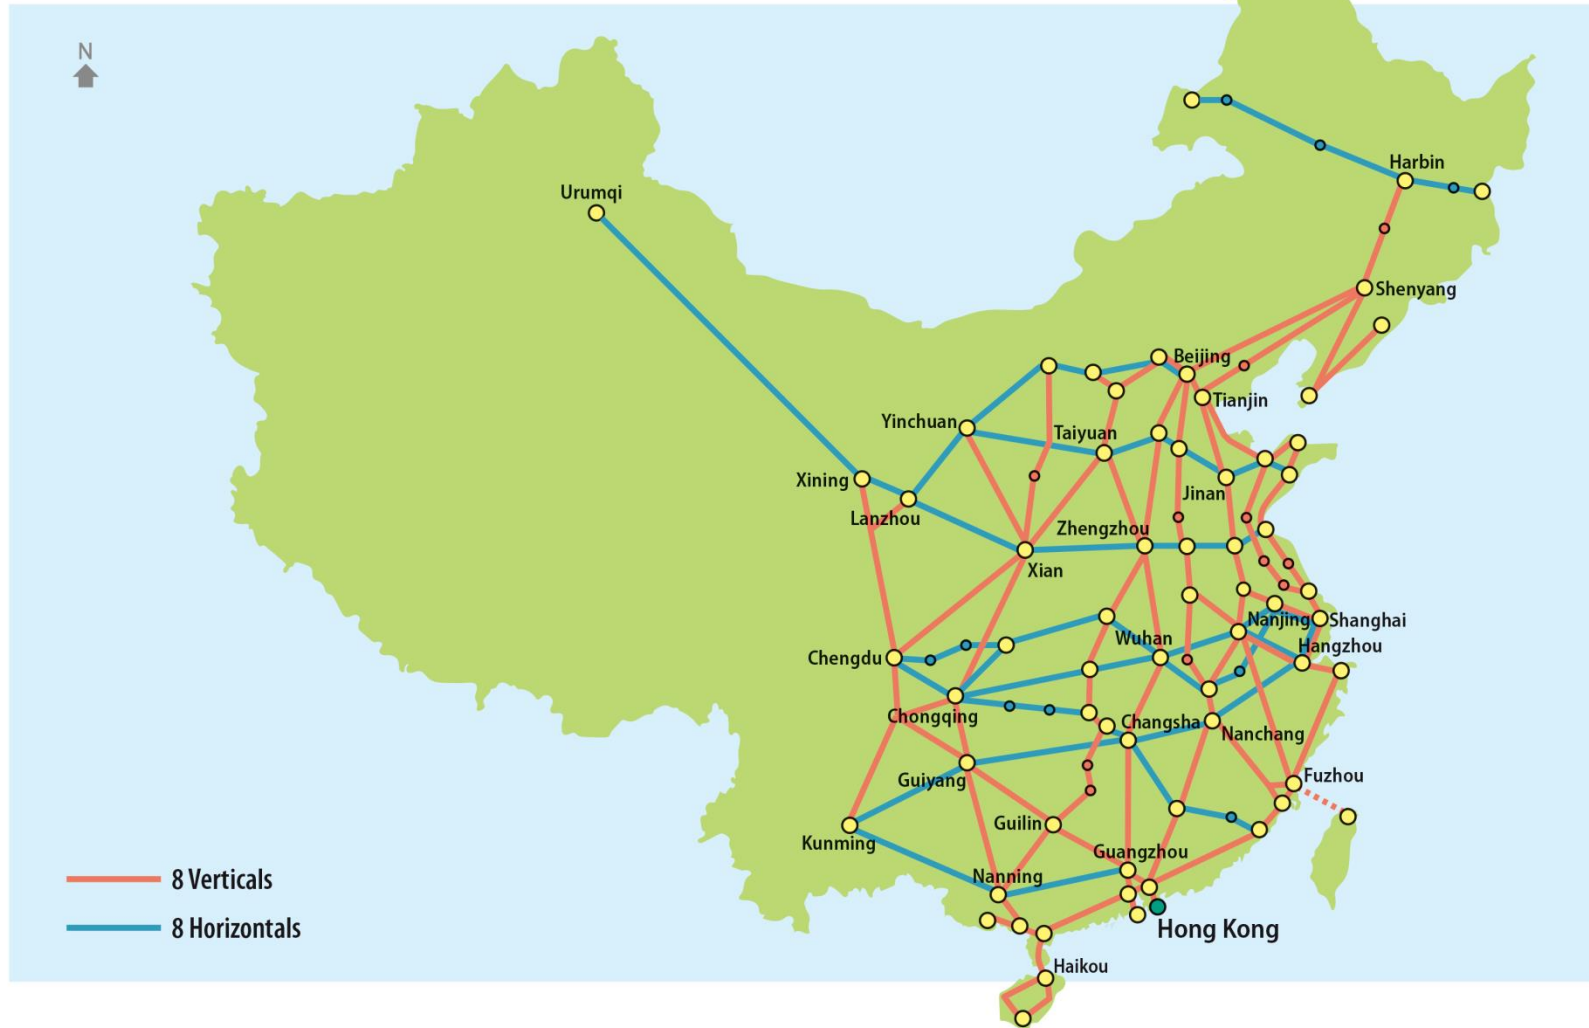 N
Harbin
Urumqi
Shenyang
Beijing
Tianjin
Yinchuan
Taiyuan
Xining
Jinan
Lanzhou
Zhengzhou
Xian
Nanjing
Shanghai
Wuhan
Hangzhou
Chengdu
Chongqing
Changsha
Nanchang
Fuzhou
Guiyang
Guilin
Kunming
Guangzhou
Nanning
8 Verticals
8 Horizontals
Hong Kong
Haikou